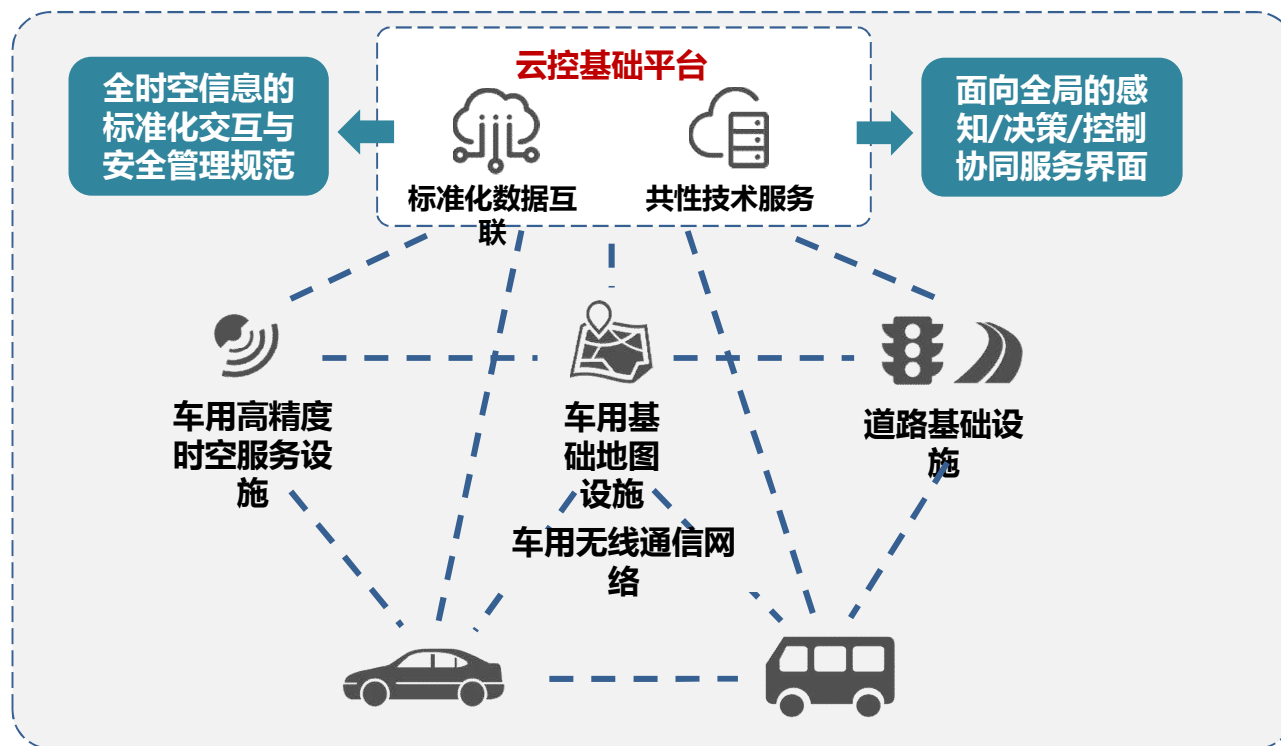 云控基础平台
全时空信息的
标准化交互与
安全管理规范
面向全局的感
知/决策/控制
协同服务界面
标准化数据互
联
共性技术服务
车用高精度
时空服务设
施
车用基
础地图
设施
道路基础设
施
车用无线通信网
络